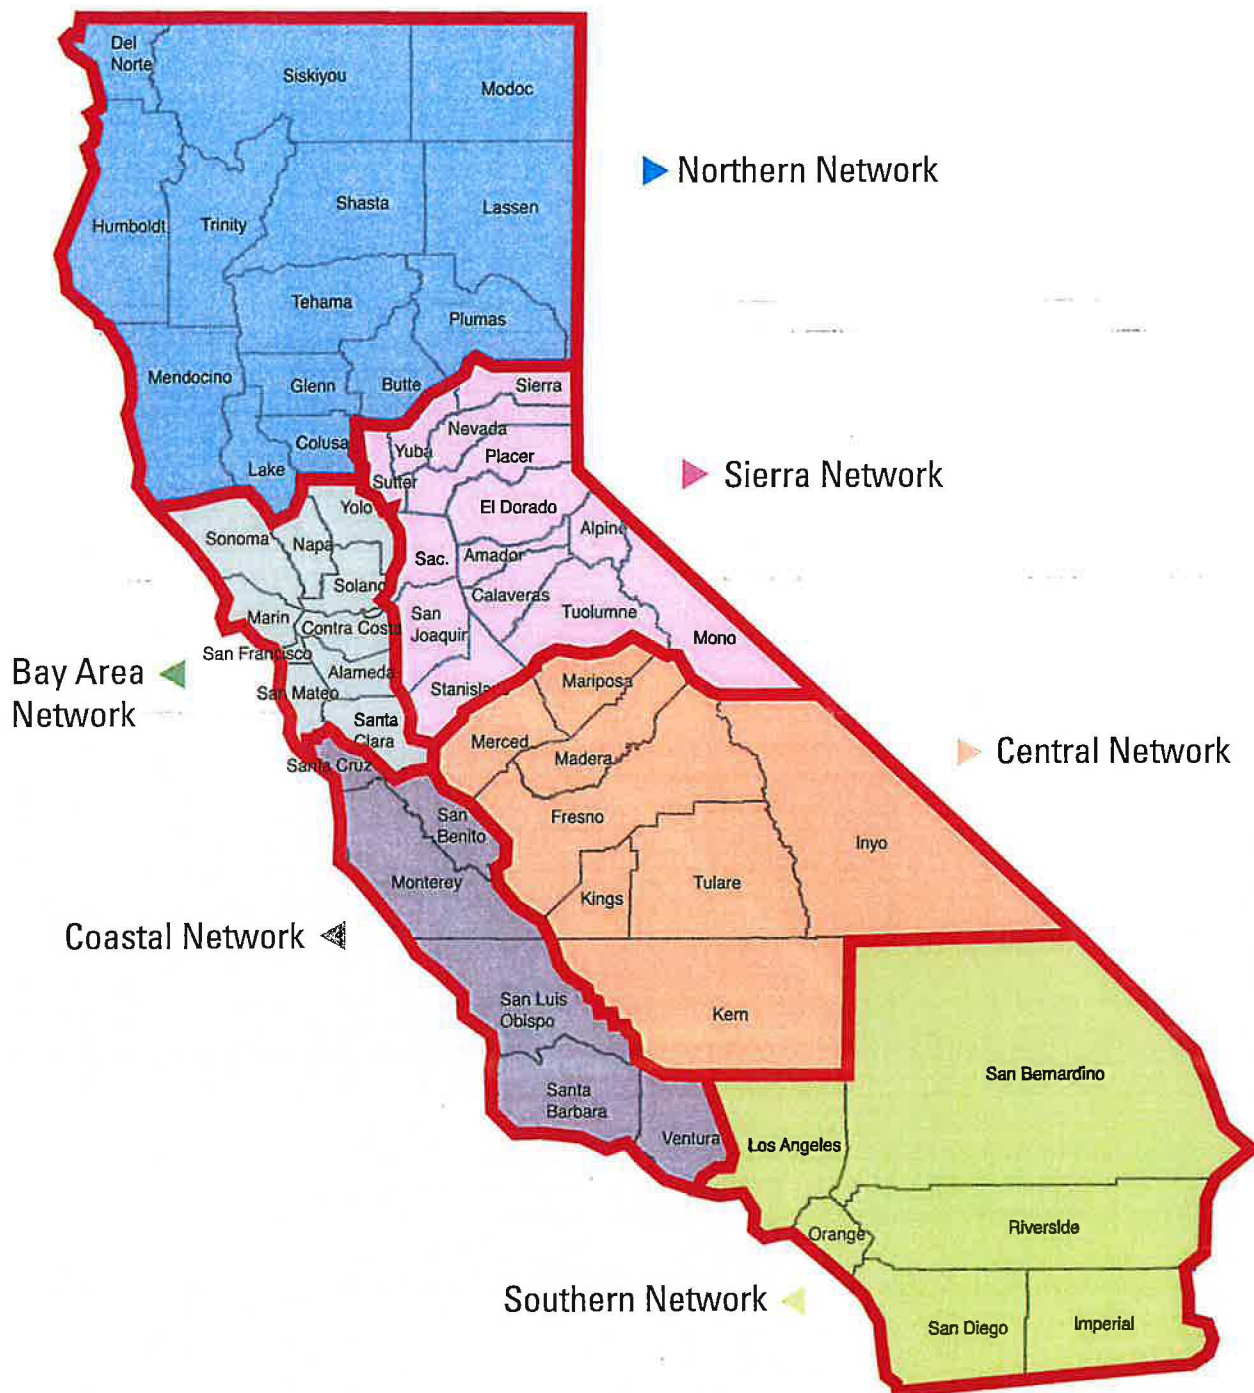 Del
Norte
Siskiyou
Modoc
Northern Network
Humboldt
Trinity
Shasta
Lassen
Tehama
Plumas
Mendocino
Glenn
Butte
Sierra
Colusa
Nevada
Yuba
Placer
Lake
Sutter
Sierra Network
Yolo
El Dorado
Sonoma
Napa
Alpine
Sac.
Amador
Solano
Calaveras
Marin
San
Joaquin
Tuolumne
Contra Costa
Mono
San Francisco
Alameda
Bay Area
Network
San Mateo
Stanislaus
Mariposa
Santa
Clara
Merced
Madera
Central Network
Santa Cruz
San
Benito
Fresno
Inyo
Monterey
Kings
Tulare
Coastal Network
San Luis
Obispo
Kern
San Bernardino
Santa
Barbara
Ventura
Los Angeles
Orange
Riverside
Southern Network
San Diego
Imperial